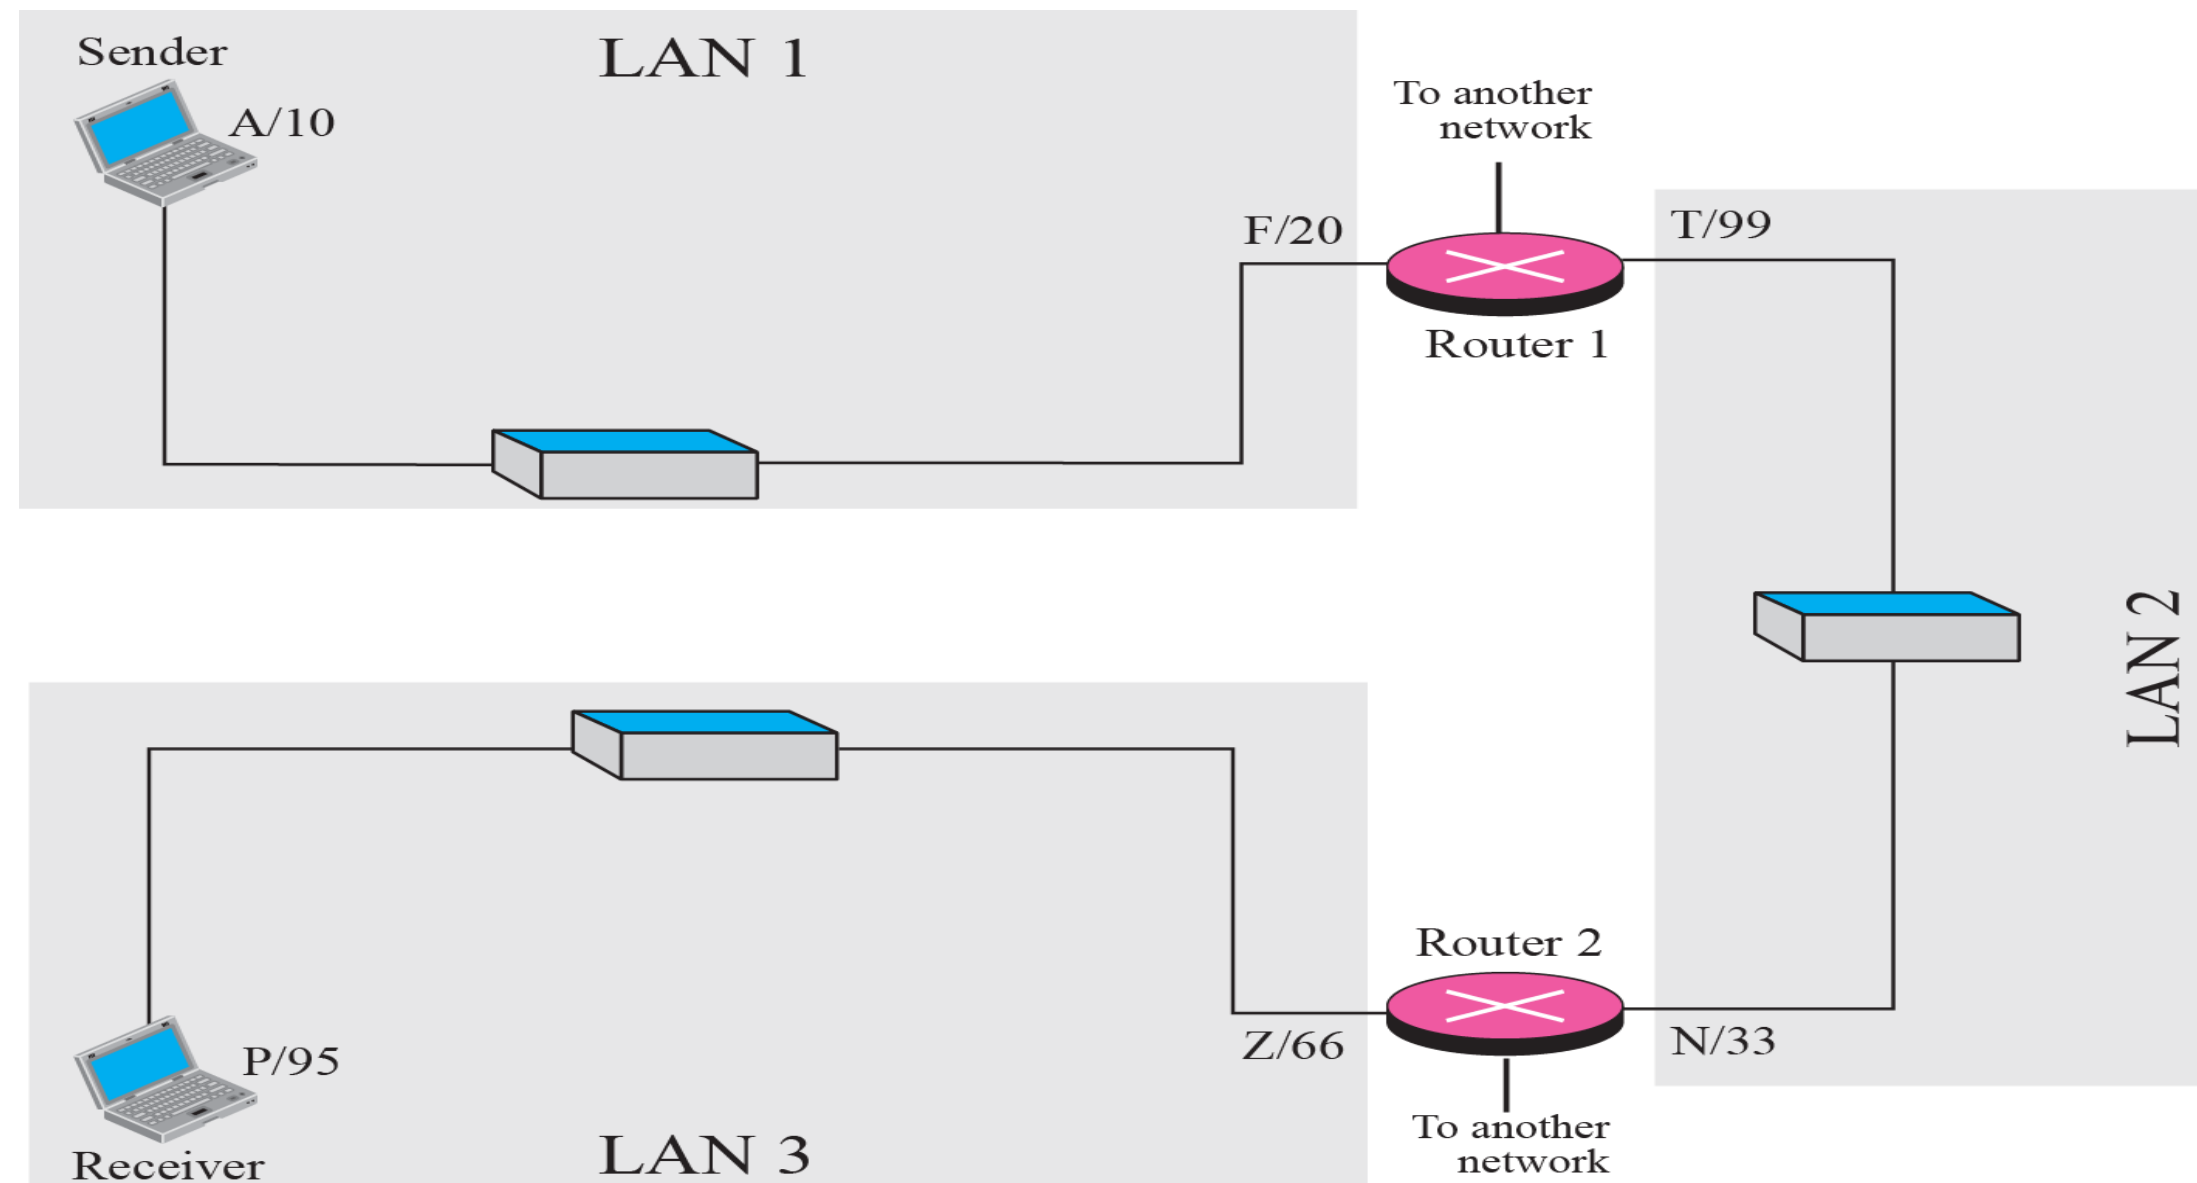 Sender
LAN 1
A/10
To another
network
F/20
T/99
Router 1
LAN 2
Router 2
Z/66
N/33
P/95
To another
network
LAN 3
Receiver